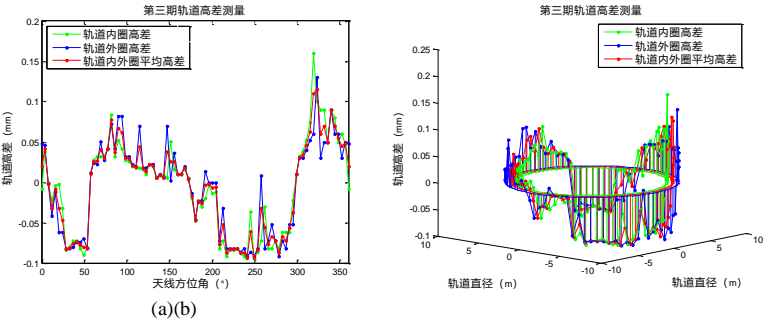 第三期轨道高差测量
轨道内圈高差
轨道外圈高差
轨道内外圈平均高差
0.2
0.15
0.1
0.05
0
-0.05
-0.1
轨道高差 (mm)
0 50 100 150 200 250 300 350
天线方位角 (°)
第三期轨道高差测量
轨道内圈高差
轨道外圈高差
轨道内外圈平均高差
0.25
0.2
0.15
0.1
0.05
0
-0.05
-0.1
轨道高差 (mm)
10 5 0 -5 -10
轨道直径 (m)
-10 -5 0 5 10
轨道直径 (m)
(a)(b)